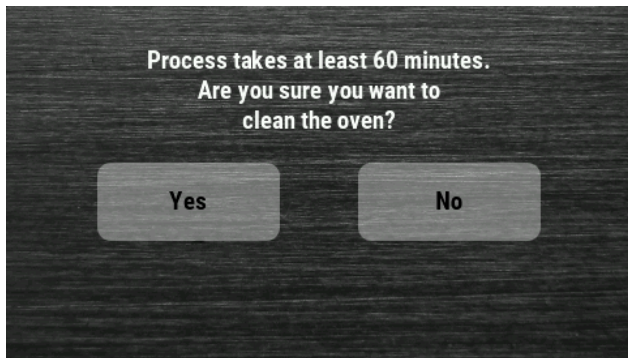 Process takes at least 60 minutes.
Are you sure you want to
clean the oven?
Yes
No